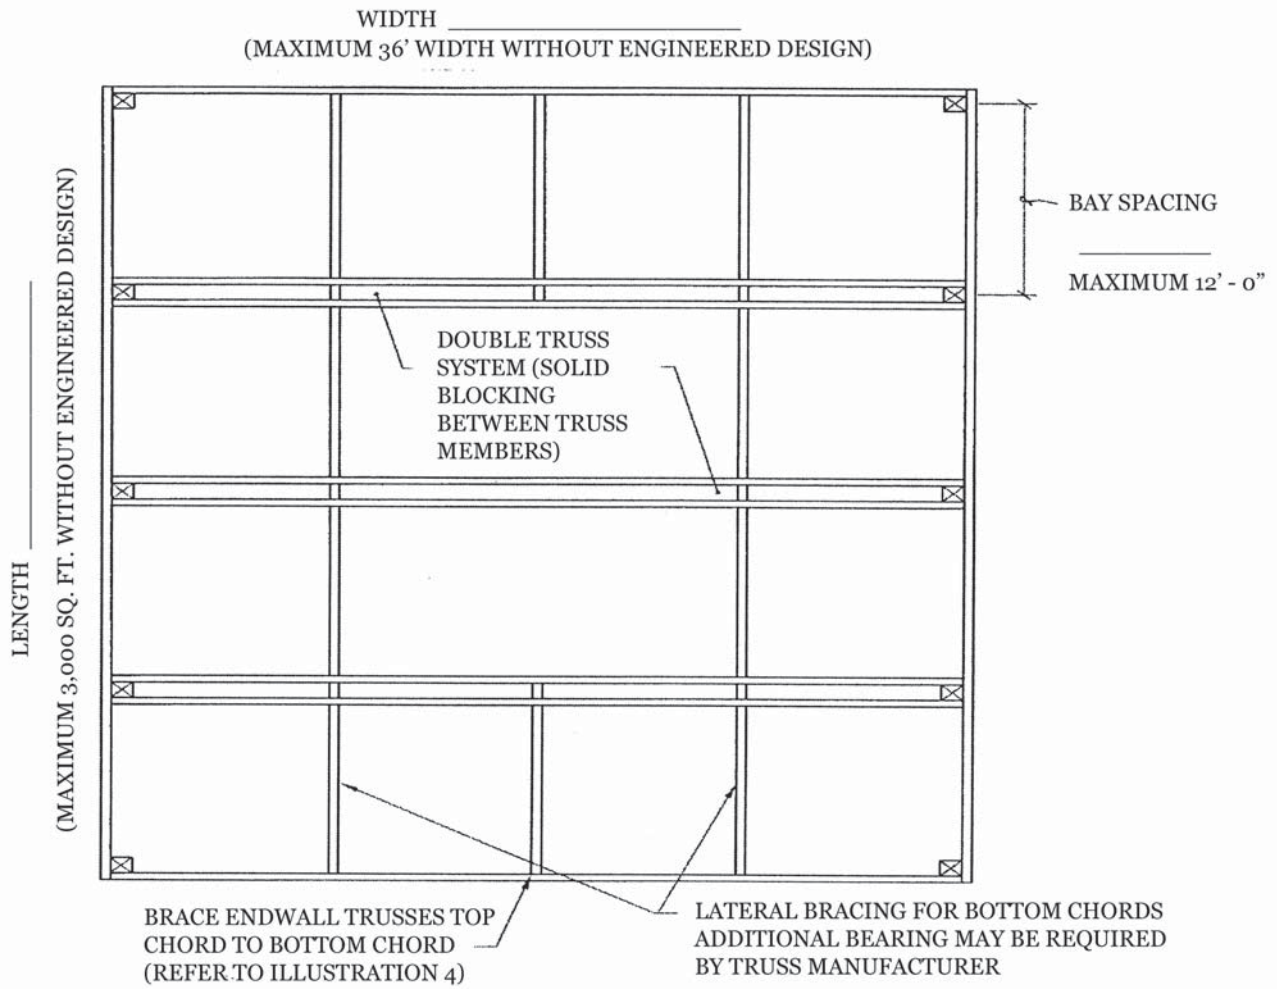 WIDTH
(MAXIMUM 36' WIDTH WITHOUT ENGINEERED DESIGN)
BAY SPACING
MAXIMUM 12' - 0"
DOUBLE TRUSS
SYSTEM (SOLID
BLOCKING
BETWEEN TRUSS
MEMBERS)
LENGTH
(MAXIMUM 3,000 SQ. FT. WITHOUT ENGINEERED DESIGN)
BRACE ENDWALL TRUSSES TOP
CHORD TO BOTTOM CHORD
(REFER TO ILLUSTRATION 4)
LATERAL BRACING FOR BOTTOM CHORDS
ADDITIONAL BEARING MAY BE REQUIRED
BY TRUSS MANUFACTURER